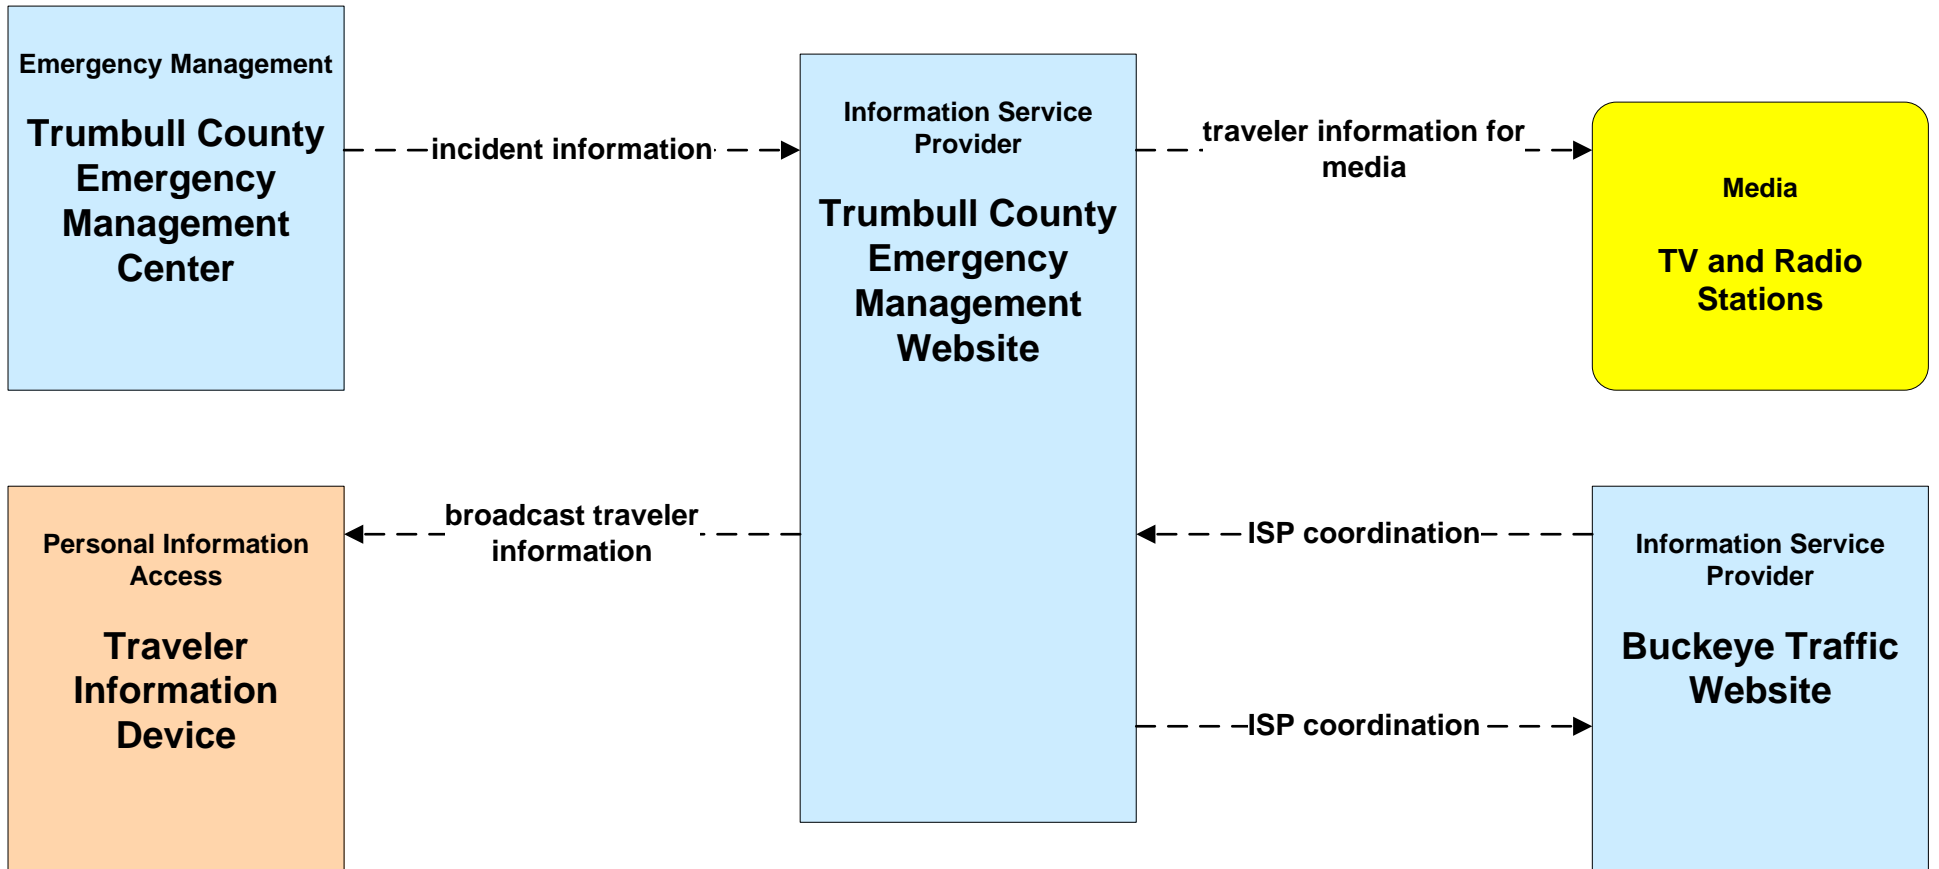 Emergency Management
Trumbull County
Emergency
Management
Center
incident information
Information Service
Provider
Trumbull County
Emergency
Management
Website
traveler information for
media
Media
TV and Radio
Stations
Personal Information
Access
Traveler
Information
Device
broadcast traveler
information
ISP coordination
ISP coordination
Information Service
Provider
Buckeye Traffic
Website